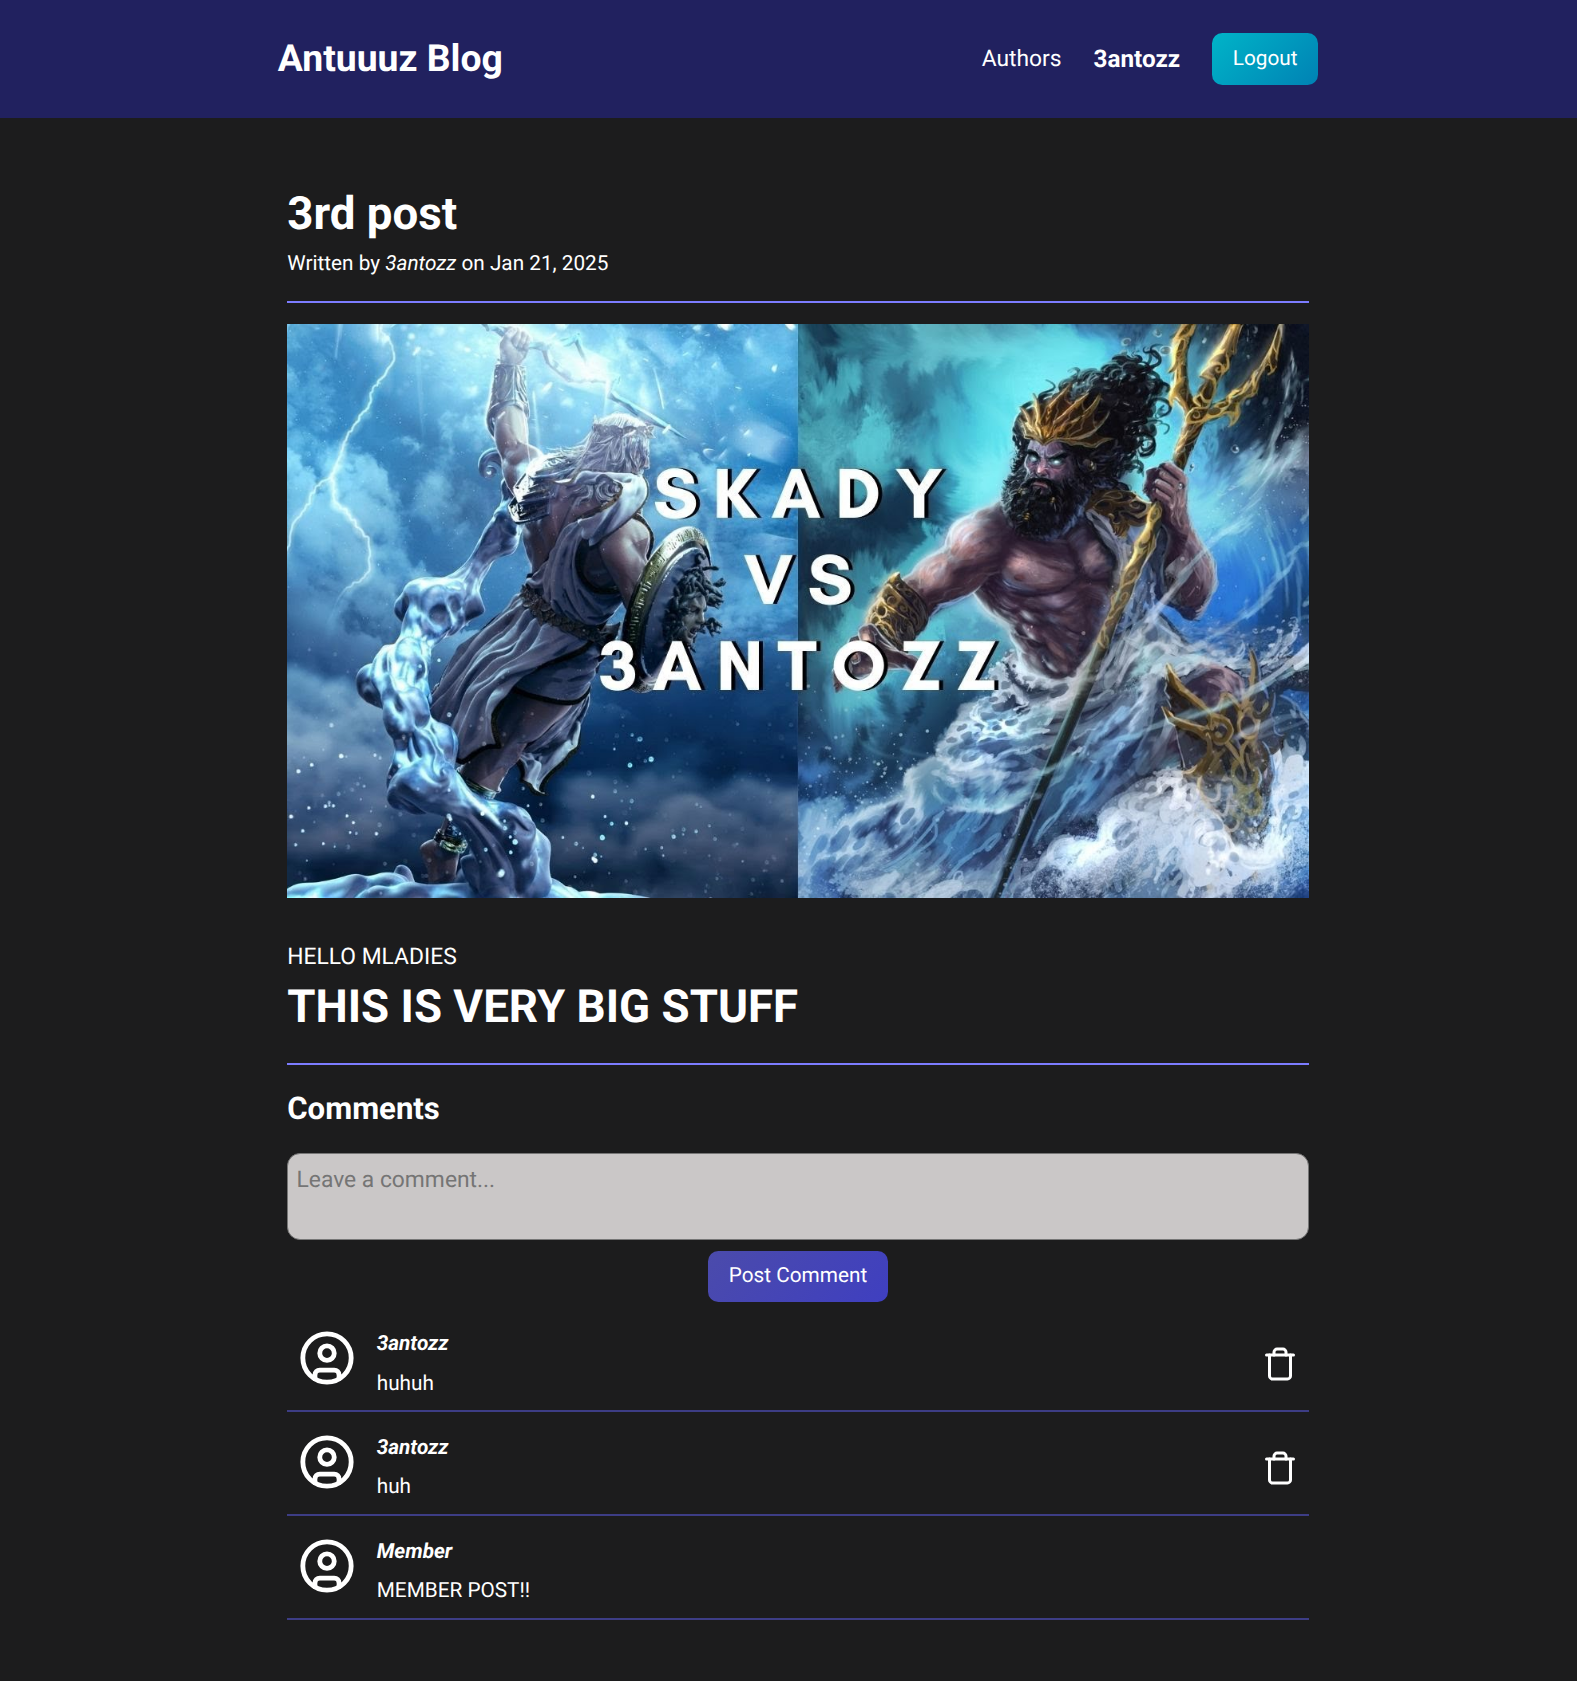 Antuuuz Blog
Authors 3antozz Logout
3rd post
Written by 3antozz on Jan 21, 2025
SKADY
VS
3ANTOZZ
HELLO MLADIES
THIS IS VERY BIG STUFF
Comments
Leave a comment...
Post Comment
3antozz
huhuh
3antozz
huh
Member
MEMBER POST!!